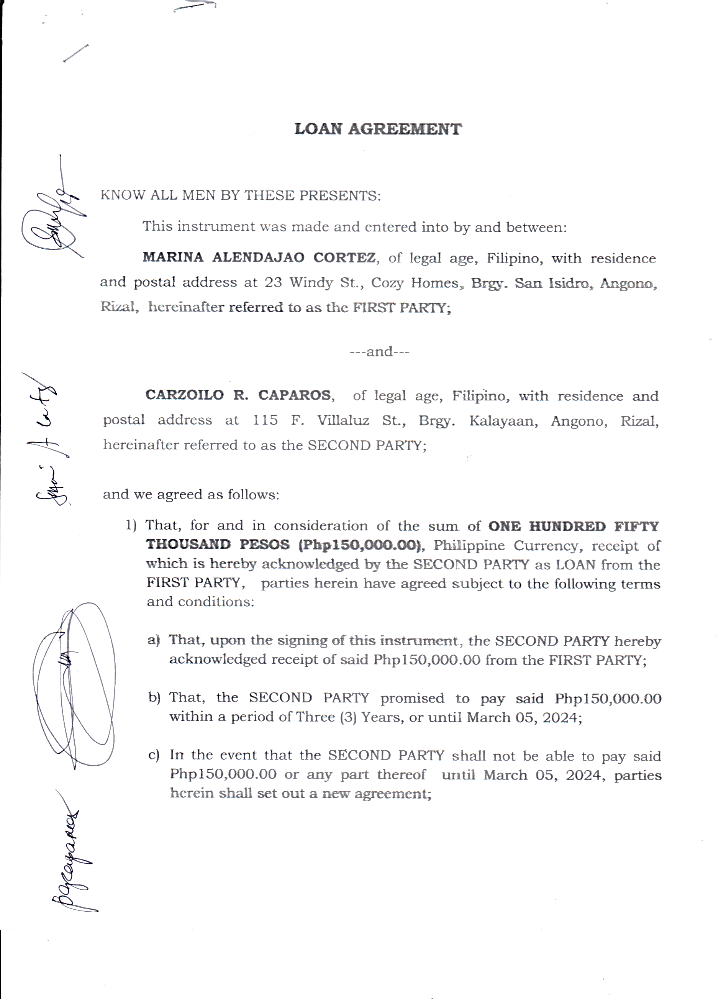 LOAN AGREEMENT
KNOW ALL MEN BY THESE PRESENTS:
This instrument was made and entered into by and between:
MARINA ALENDAJAO CORTEZ, of legal age, Filipino, with residence
and postal address at 23 Windy St., Cozy Homes, Brgy. San Isidro, Angono,
Rizal, hereinafter referred to as the FIRST PARTY;
---and---
CARZOILO R. CAPAROS, of legal age, Filipino, with residence and
postal address at 115 F. Villaluz St., Brgy. Kalayaan, Angono, Rizal,
hereinafter referred to as the SECOND PARTY;
and we agreed as follows:
1) That, for and in consideration of the sum of ONE HUNDRED FIFTY
THOUSAND PESOS (Php150,000.00), Philippine Currency, receipt of
which is hereby acknowledged by the SECOND PARTY as LOAN from the
FIRST PARTY, parties herein have agreed subject to the following terms
and conditions:
a) That, upon the signing of this instrument, the SECOND PARTY hereby
acknowledged receipt of said Php150,000.00 from the FIRST PARTY;
b) That, the SECOND PARTY promised to pay said Php150,000.00
within a period of Three (3) Years, or until March 05, 2024;
c) In the event that the SECOND PARTY shall not be able to pay said
Php150,000.00 or any part thereof until March 05, 2024, parties
herein shall set out a new agreement;